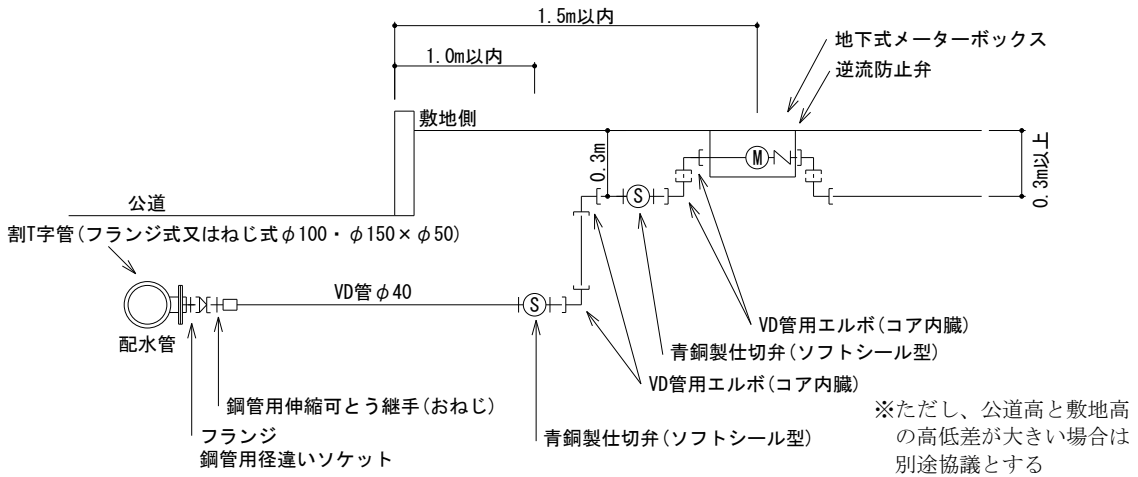 1.5m以内
地下式メーターボックス
1.0m以内
逆流防止弁
敷地側
0.3m
M
0.3m以上
公道
S
割T字管(フランジ式又はねじ式φ100・φ150×φ50)
VD管φ40
S
配水管
VD管用エルボ(コア内臓)
青銅製仕切弁(ソフトシール型)
VD管用エルボ(コア内臓)
鋼管用伸縮可とう継手(おねじ)
フランジ
鋼管用径違いソケット
青銅製仕切弁(ソフトシール型)
※ただし、公道高と敷地高
の高低差が大きい場合は
別途協議とする